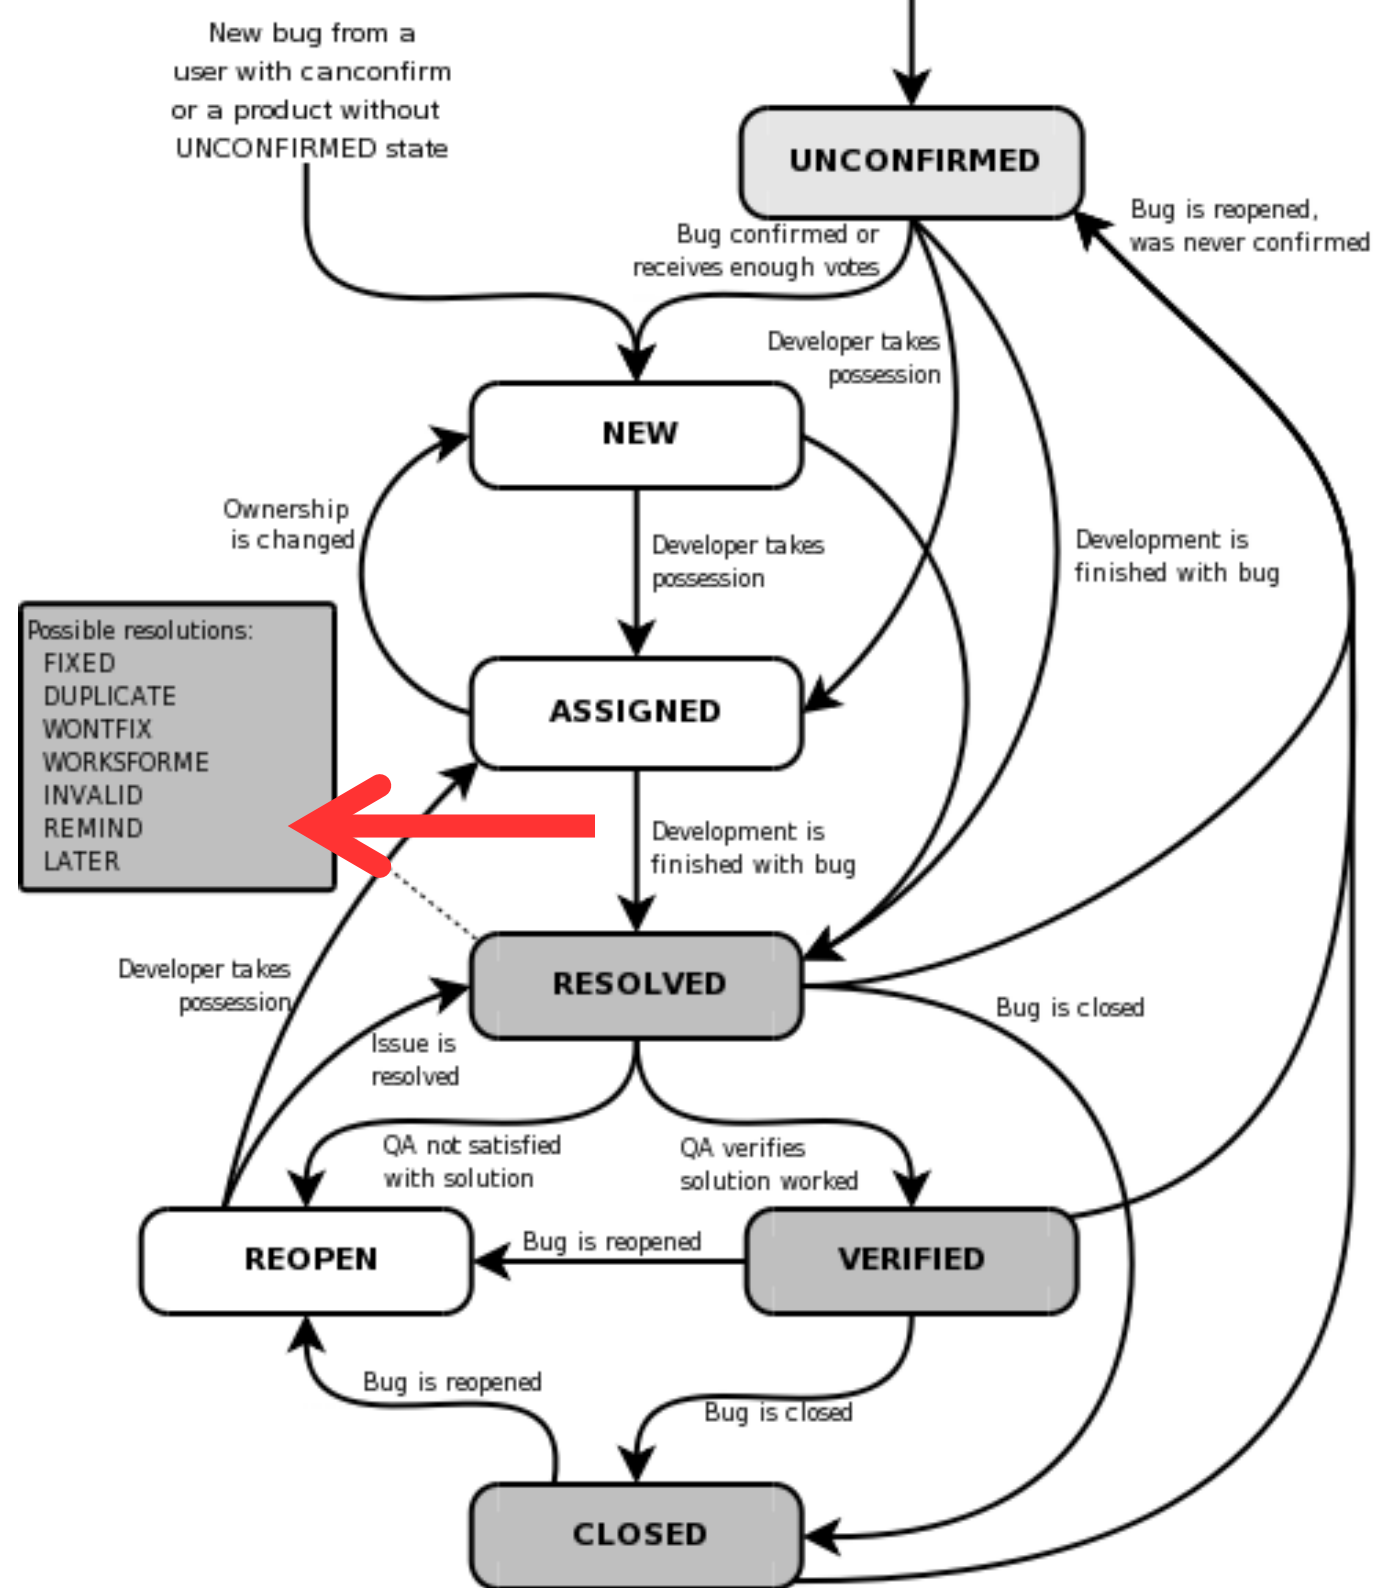 New bug from a
user with canconfirm
or a product without
UNCONFIRMED state
UNCONFIRMED
Bug is reopened,
was never confirmed
Bug confirmed or
receives enough votes
Developer takes
possession
NEW
Ownership
is changed
Developer takes
possession
Development is
finished with bug
Possible resolutions:
FIXED
DUPLICATE
WONTFIX
WORKSFORME
INVALID
REMIND
LATER
ASSIGNED
Development is
finished with bug
Developer takes
possession
RESOLVED
Bug is closed
Issue is
resolved
QA not satisfied
with solution
QA verifies
solution worked
REOPEN
Bug is reopened
VERIFIED
Bug is reopened
Bug is closed
CLOSED